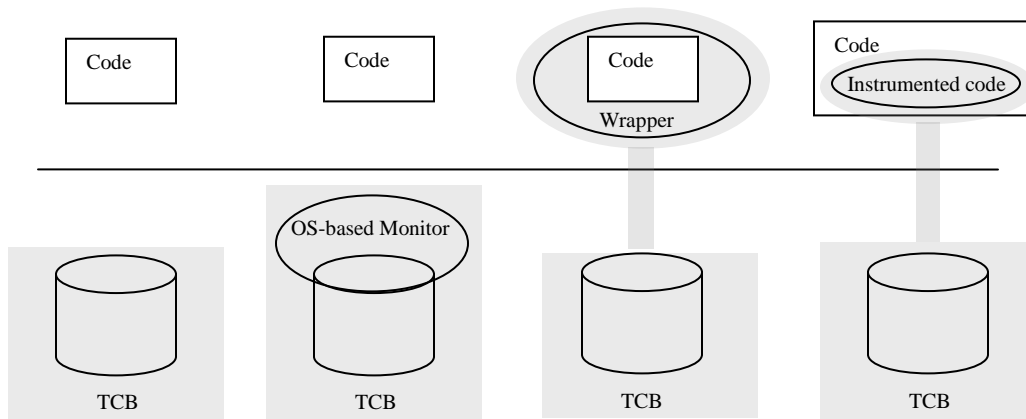 Code
Code
Code
Code
Instrumented code
Wrapper
OS-based Monitor
TCB
TCB
TCB
TCB